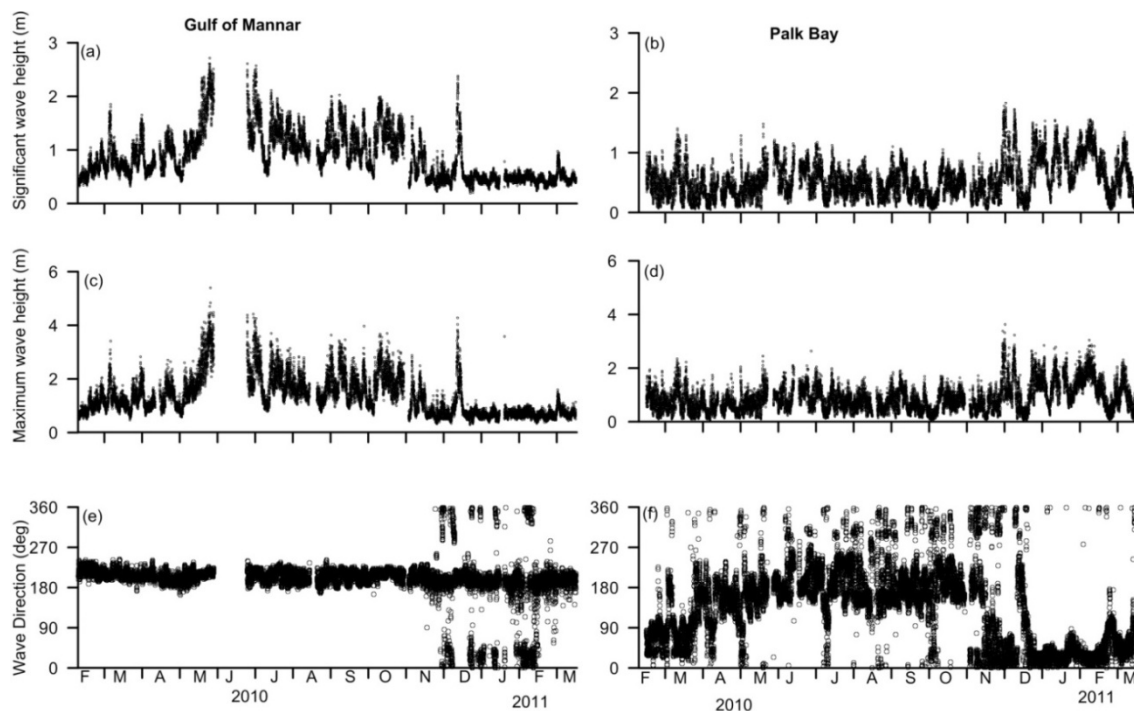 Gulf of Mannar
Palk Bay
Significant wave height (m)
(a)
3
2
1
0
(b)
3
2
1
0
Maximum wave height (m)
(c)
6
4
2
0
(d)
6
4
2
0
Wave Direction (deg)
(e)
360
270
180
90
0
(f)
360
270
180
90
0
F M A M J J A S O N D J F M
2010 2011
F M A M J J A S O N D J F M
2010 2011